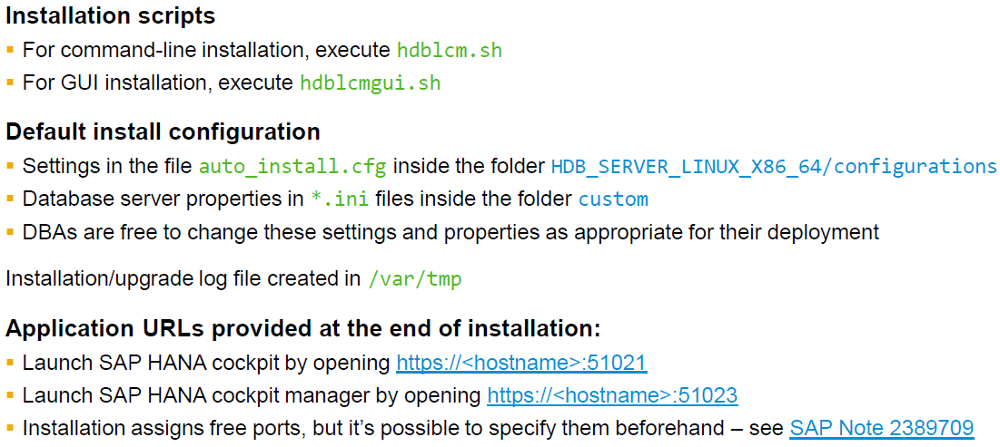 Installation scripts
▪ For command-line installation, execute hdblcm.sh
▪ For GUI installation, execute hdblcmgui.sh
Default install configuration
▪ Settings in the file auto_install.cfg inside the folder HDB_SERVER_LINUX_X86_64/configurations
▪ Database server properties in *.ini files inside the folder custom
▪ DBAs are free to change these settings and properties as appropriate for their deployment
Installation/upgrade log file created in /var/tmp
Application URLs provided at the end of installation:
▪ Launch SAP HANA cockpit by opening https://<hostname>:51021
▪ Launch SAP HANA cockpit manager by opening https://<hostname>:51023
▪ Installation assigns free ports, but it’s possible to specify them beforehand – see SAP Note 2389709